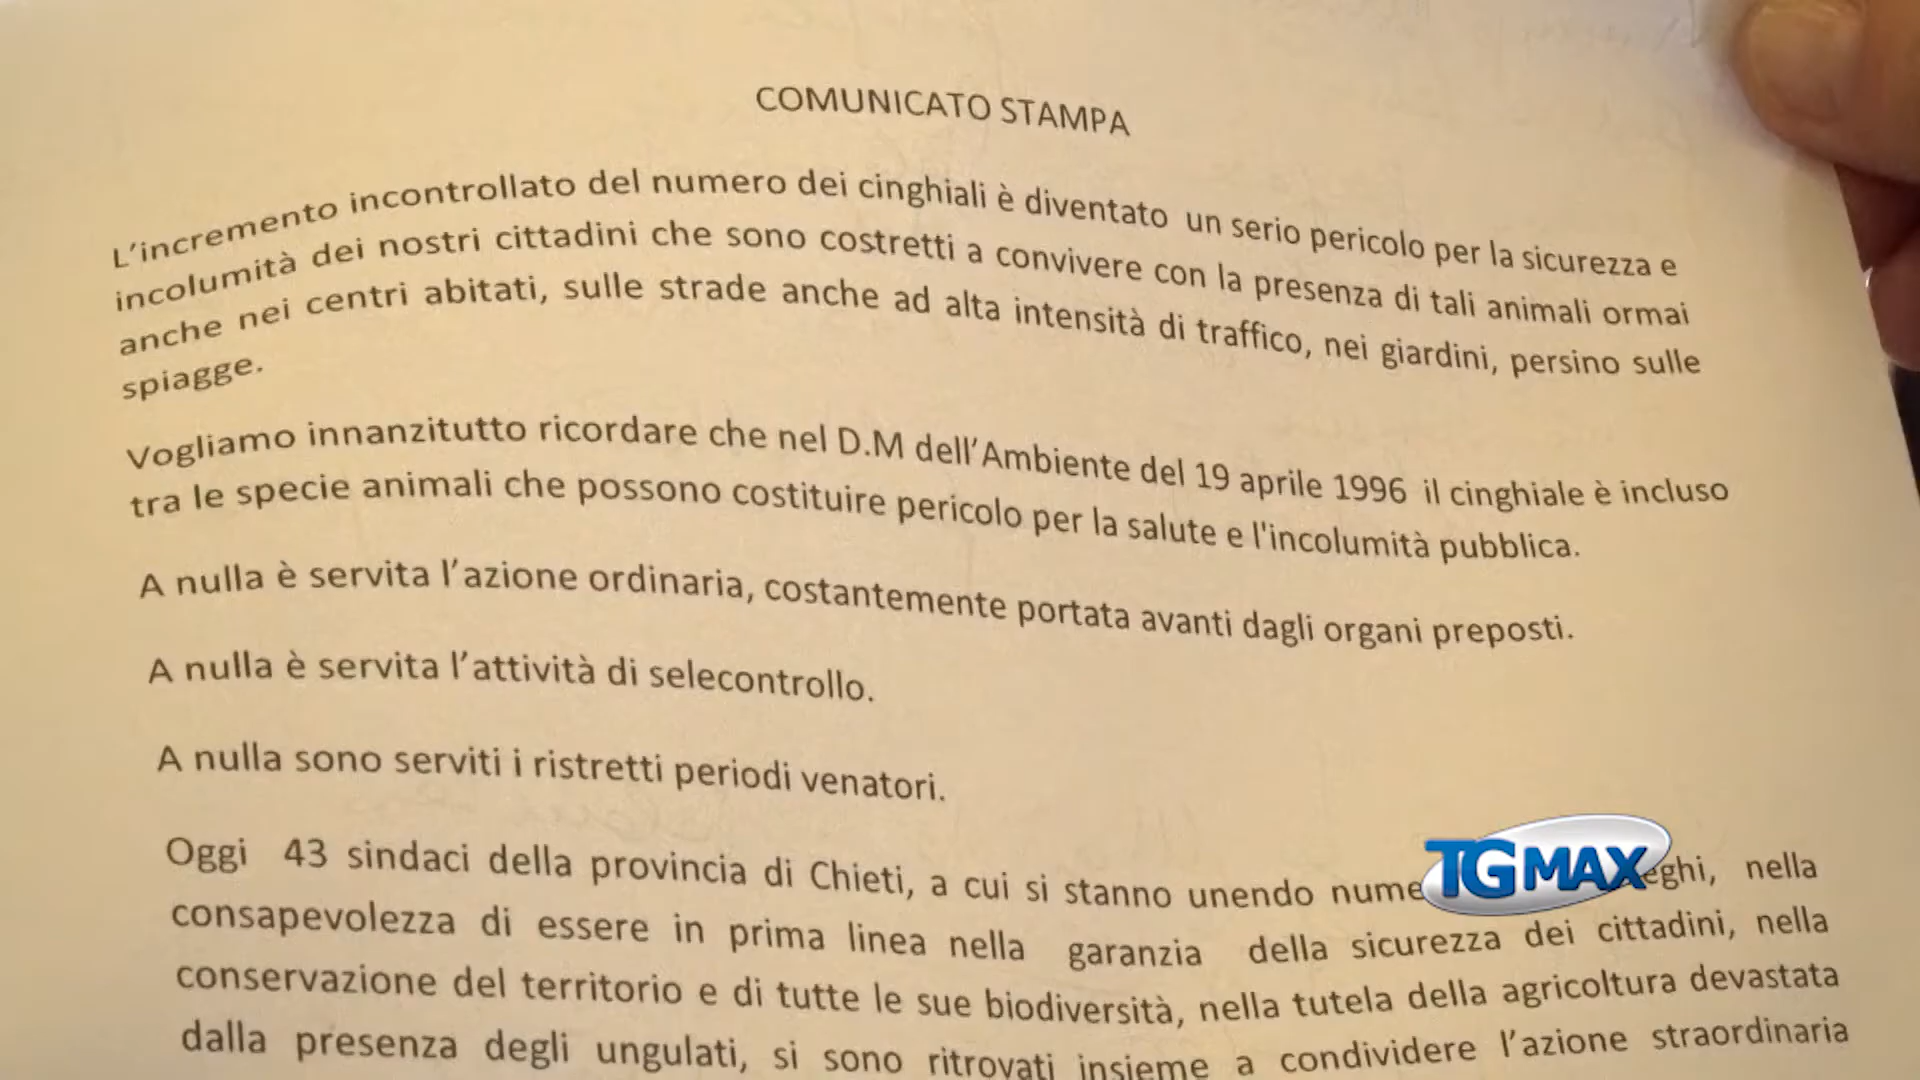 COMUNICATO STAMPA
L'incremento incontrollato del numero dei cinghiali è diventato un serio pericolo per la sicurezza e
incolumità dei nostri cittadini che sono costretti a convivere con la presenza di tali animali ormai
anche nei centri abitati, sulle strade anche ad alta intensità di traffico, nei giardini, persino sulle
spiagge.
Vogliamo innanzitutto ricordare che nel D.M dell'Ambiente del 19 aprile 1996 il cinghiale è incluso
tra le specie animali che possono costituire pericolo per la salute e l'incolumità pubblica.
A nulla è servita l'azione ordinaria, costantemente portata avanti dagli organi preposti.
A nulla è servita l'attività di selecontrollo.
A nulla sono serviti i ristretti periodi venatori.
Oggi 43 sindaci della provincia di Chieti, a cui si stanno unendo nume eghi, nella
TG MAX
consapevolezza di essere in prima linea nella garanzia della sicurezza dei cittadini, nella
conservazione del territorio e di tutte le sue biodiversità, nella tutela della agricoltura devastata
dalla presenza degli ungulati, si sono ritrovati insieme a condividere l'azione straordinaria